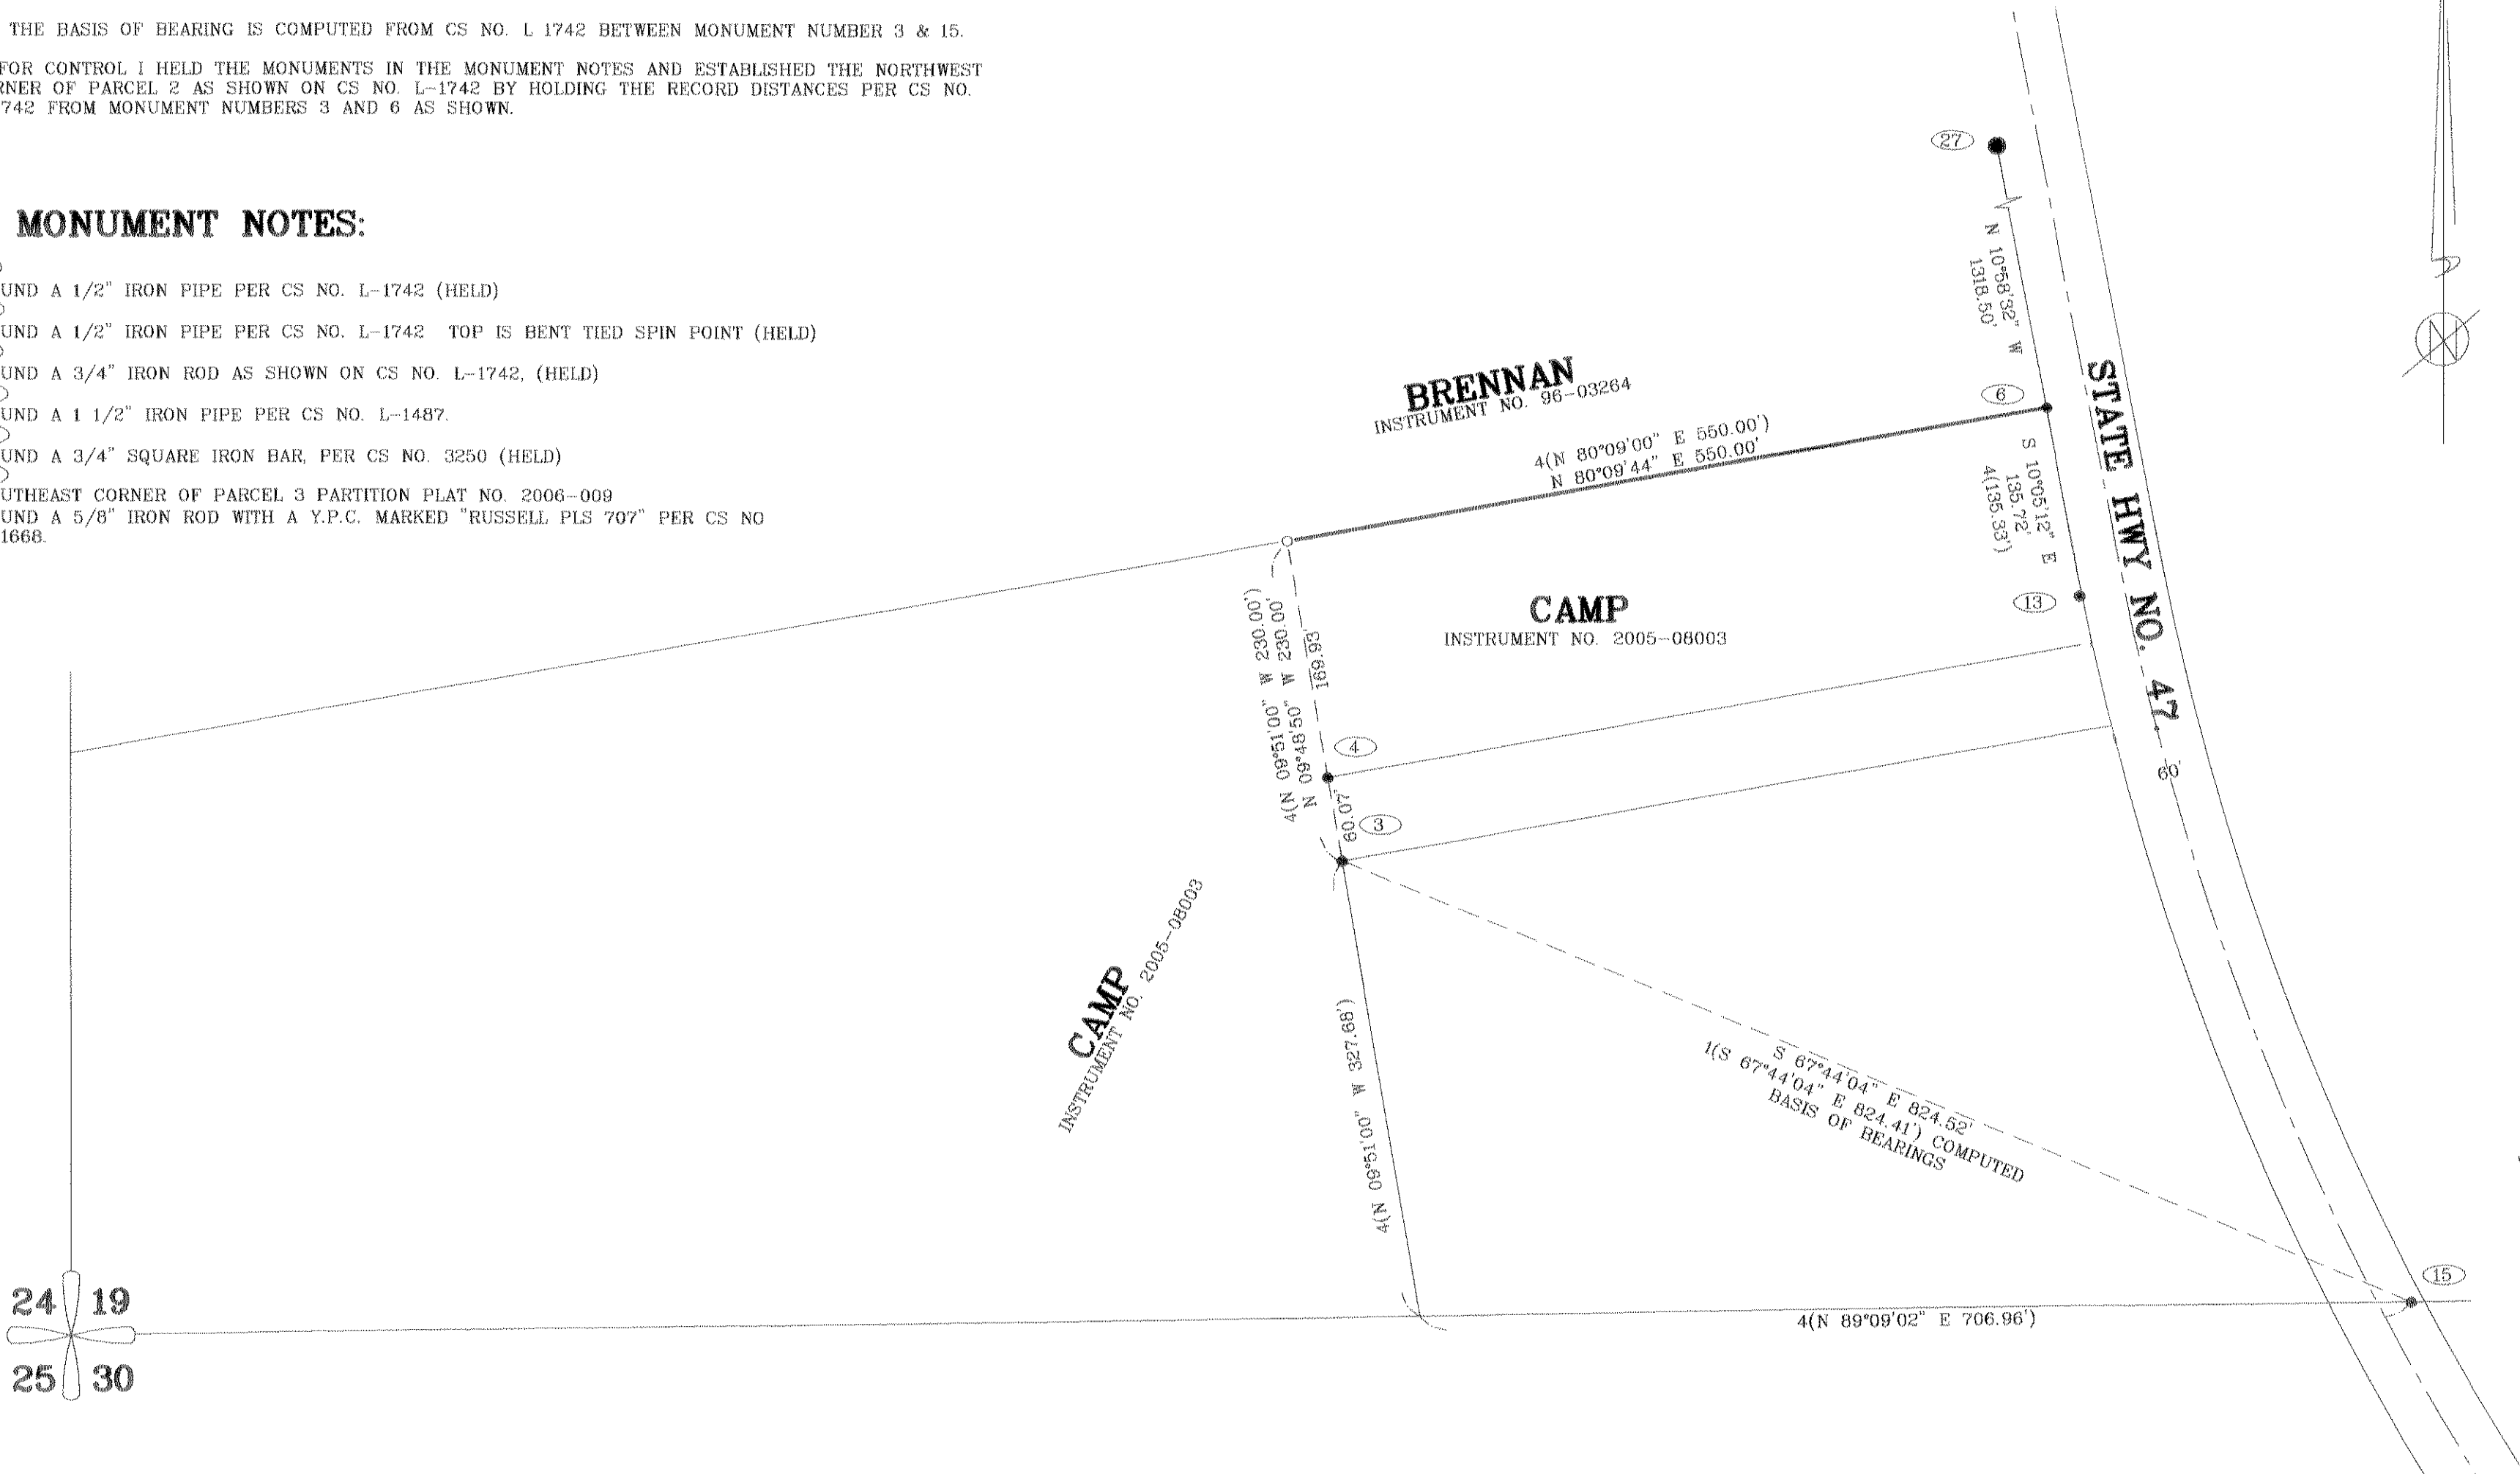 THE BASIS OF BEARING IS COMPUTED FROM CS NO. L 1742 BETWEEN MONUMENT NUMBER 3 & 15.
FOR CONTROL I HELD THE MONUMENTS IN THE MONUMENT NOTES AND ESTABLISHED THE NORTHWEST
RNER OF PARCEL 2 AS SHOWN ON CS NO. L-1742 BY HOLDING THE RECORD DISTANCES PER CS NO.
742 FROM MONUMENT NUMBERS 3 AND 6 AS SHOWN.
MONUMENT NOTES:
UND A 1/2" IRON PIPE PER CS NO. L-1742 (HELD)
UND A 1/2" IRON PIPE PER CS NO. L-1742 TOP IS BENT TIED SPIN POINT (HELD)
UND A 3/4" IRON ROD AS SHOWN ON CS NO. L-1742, (HELD)
UND A 1 1/2" IRON PIPE PER CS NO. L-1487.
UND A 3/4" SQUARE IRON BAR, PER CS NO. 3250 (HELD)
UTHEAST CORNER OF PARCEL 3 PARTITION PLAT NO. 2006-009
UND A 5/8" IRON ROD WITH A Y.P.C. MARKED "RUSSELL PLS 707" PER CS NO
1668.
27
N 10°58'32" W
1318.50'
N
6
STATE HWY NO. 47.
60'
BRENNAN
INSTRUMENT NO. 96-03264
4(N 80°09'00" E 550.00')
N 80°09'44" E 550.00'
S 10°05'12" E
135.72'
4(135.33')
13
CAMP
INSTRUMENT NO. 2005-08003
4(N 09°51'00" W 230.00')
N 09°48'50" W 230.00'
169.93'
4
60.07'
3
CAMP
INSTRUMENT NO. 2005-08003
4(N 09°51'00" W 327.68')
S 67°44'04" E 824.52'
1(S 67°44'04" E 824.41') COMPUTED
BASIS OF BEARINGS
15
4(N 89°09'02" E 706.96')
24 19
25 30